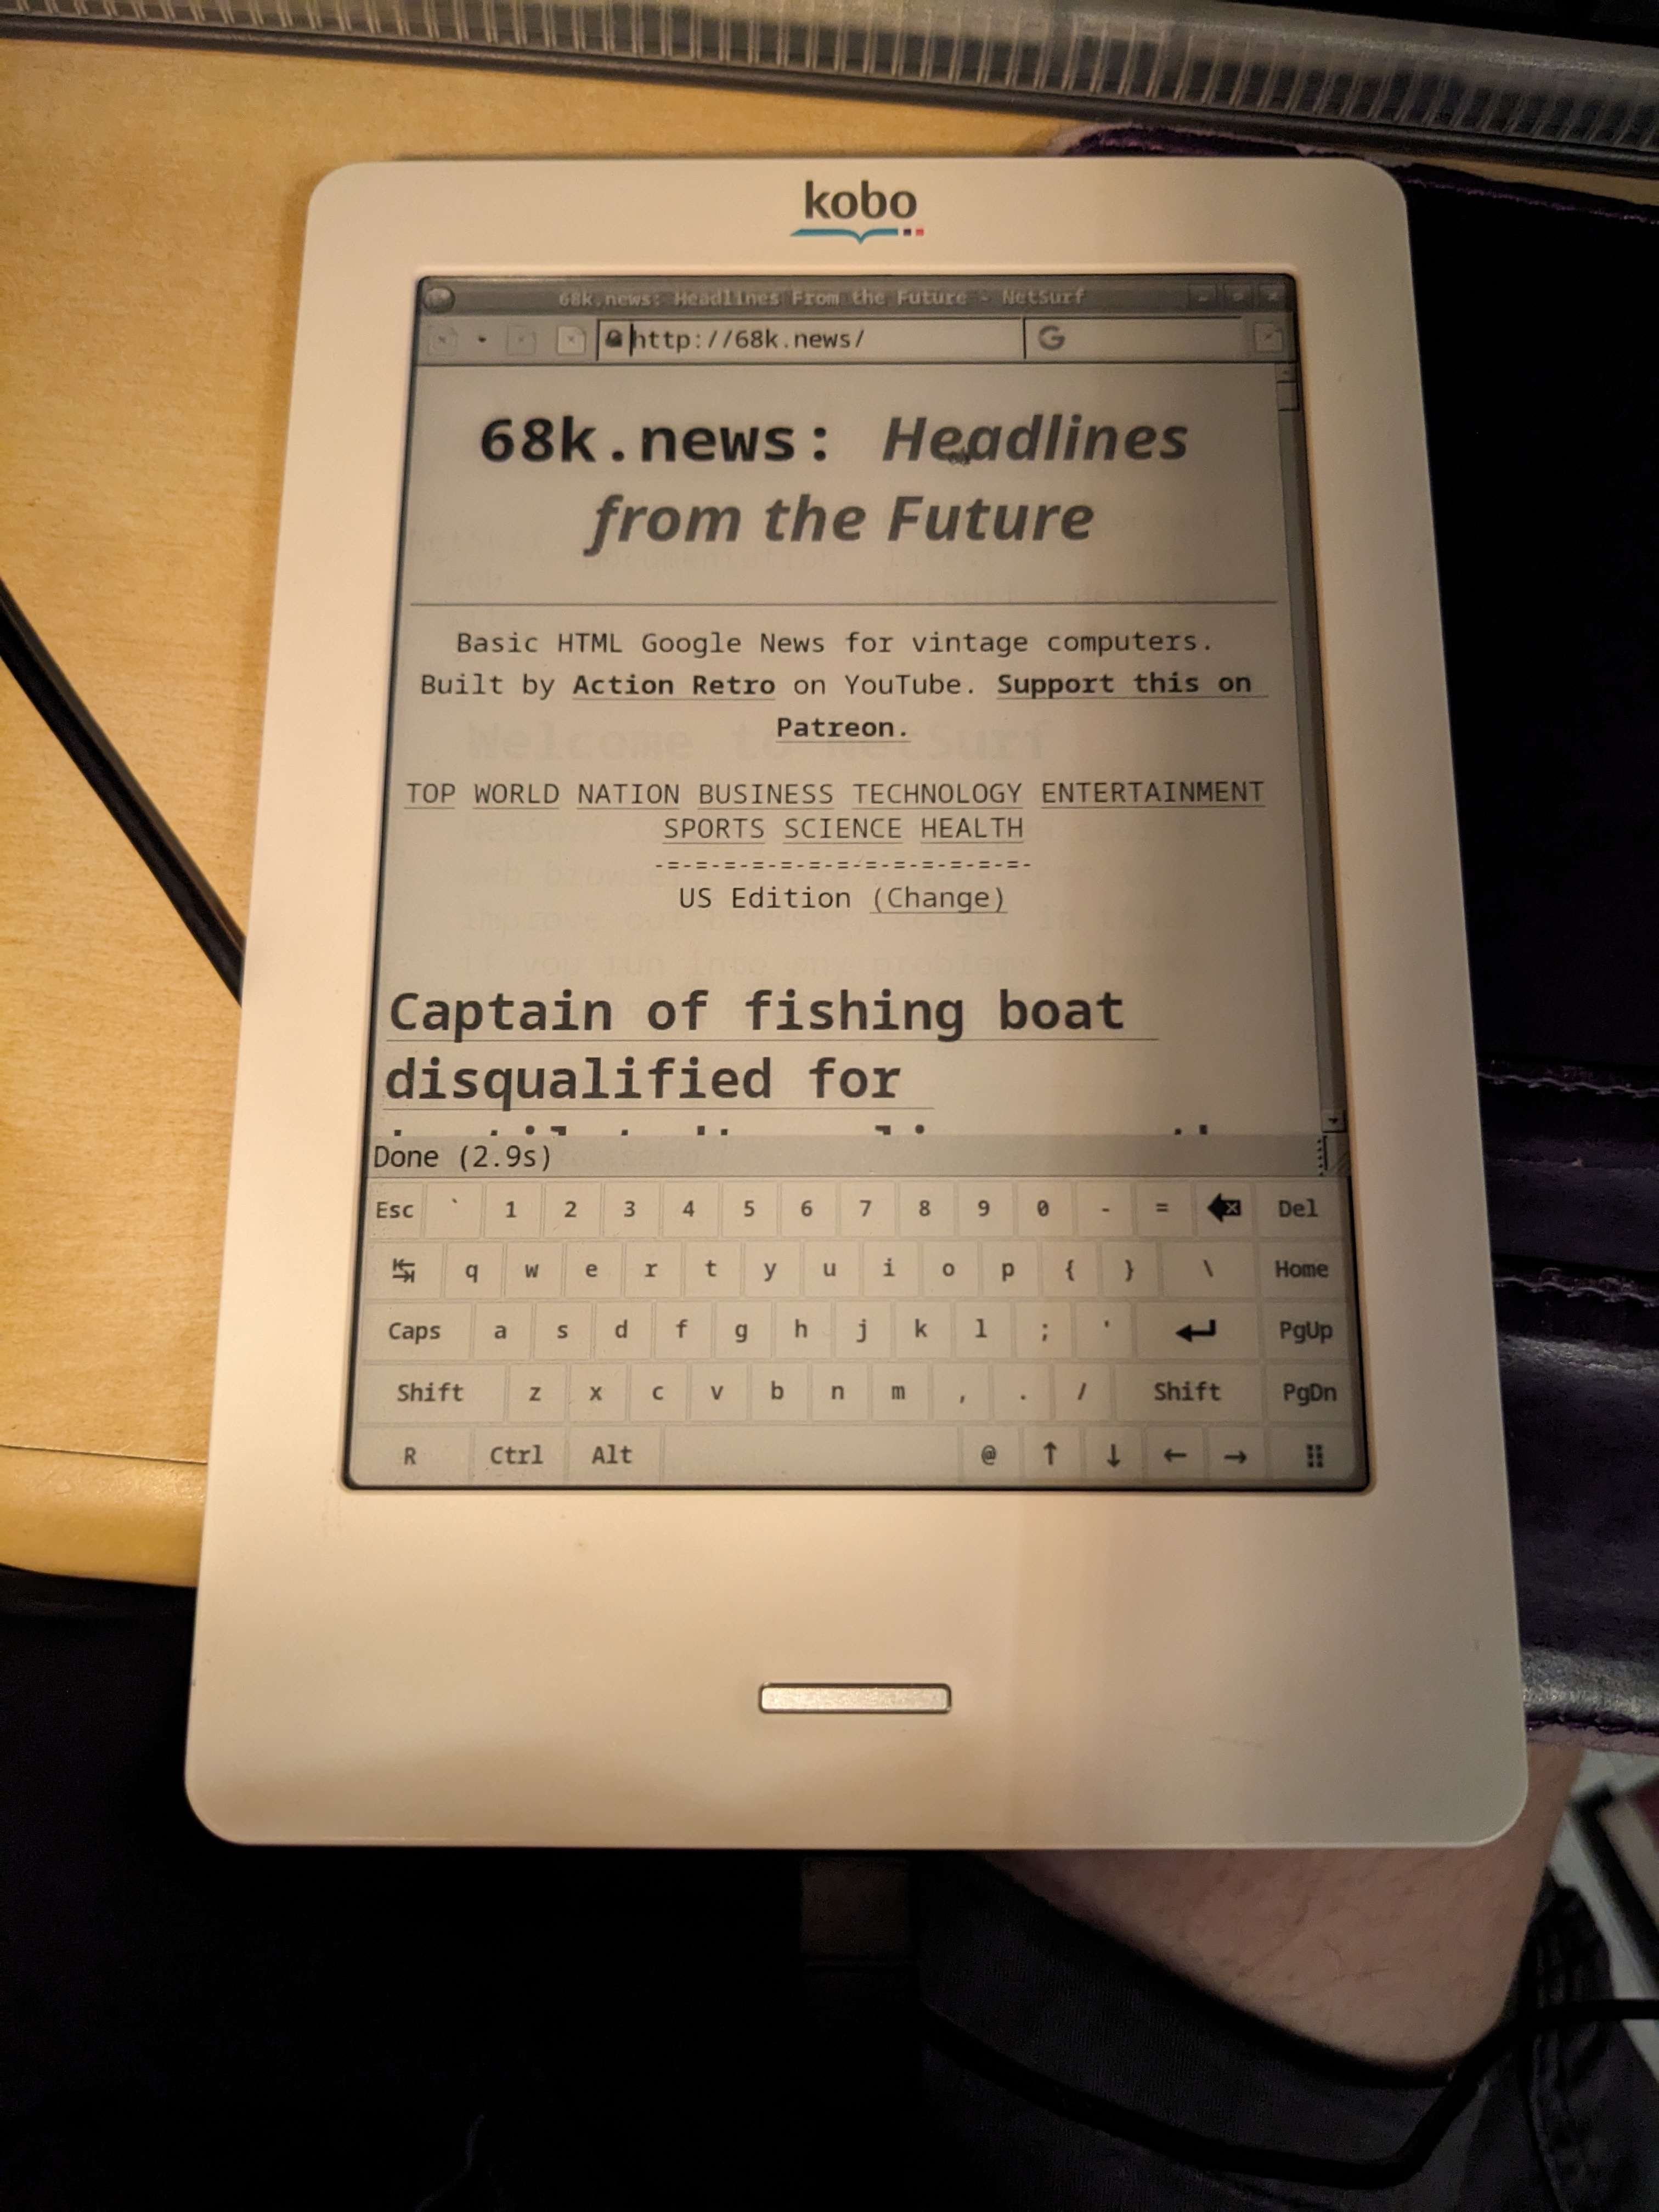 kobo
68k.news: Headlines From the Future - NetSurf
http://68k.news/
G
68k.news: Headlines
from the Future
Basic HTML Google News for vintage computers.
Built by Action Retro on YouTube. Support this on
Patreon.
TOP WORLD NATION BUSINESS TECHNOLOGY ENTERTAINMENT
SPORTS SCIENCE HEALTH
-=-=-=-=-=-=-=-=-=-=-
US Edition (Change)
Welcome to NetSurf
Captain of fishing boat
disqualified for
Done (2.9s)
Esc ` 1 2 3 4 5 6 7 8 9 0 - = Del
q w e r t y u i o p { } \ Home
Caps a s d f g h j k l ; ' PgUp
Shift z x c v b n m , . / Shift PgDn
R Ctrl Alt @ ↑ ↓ ← →